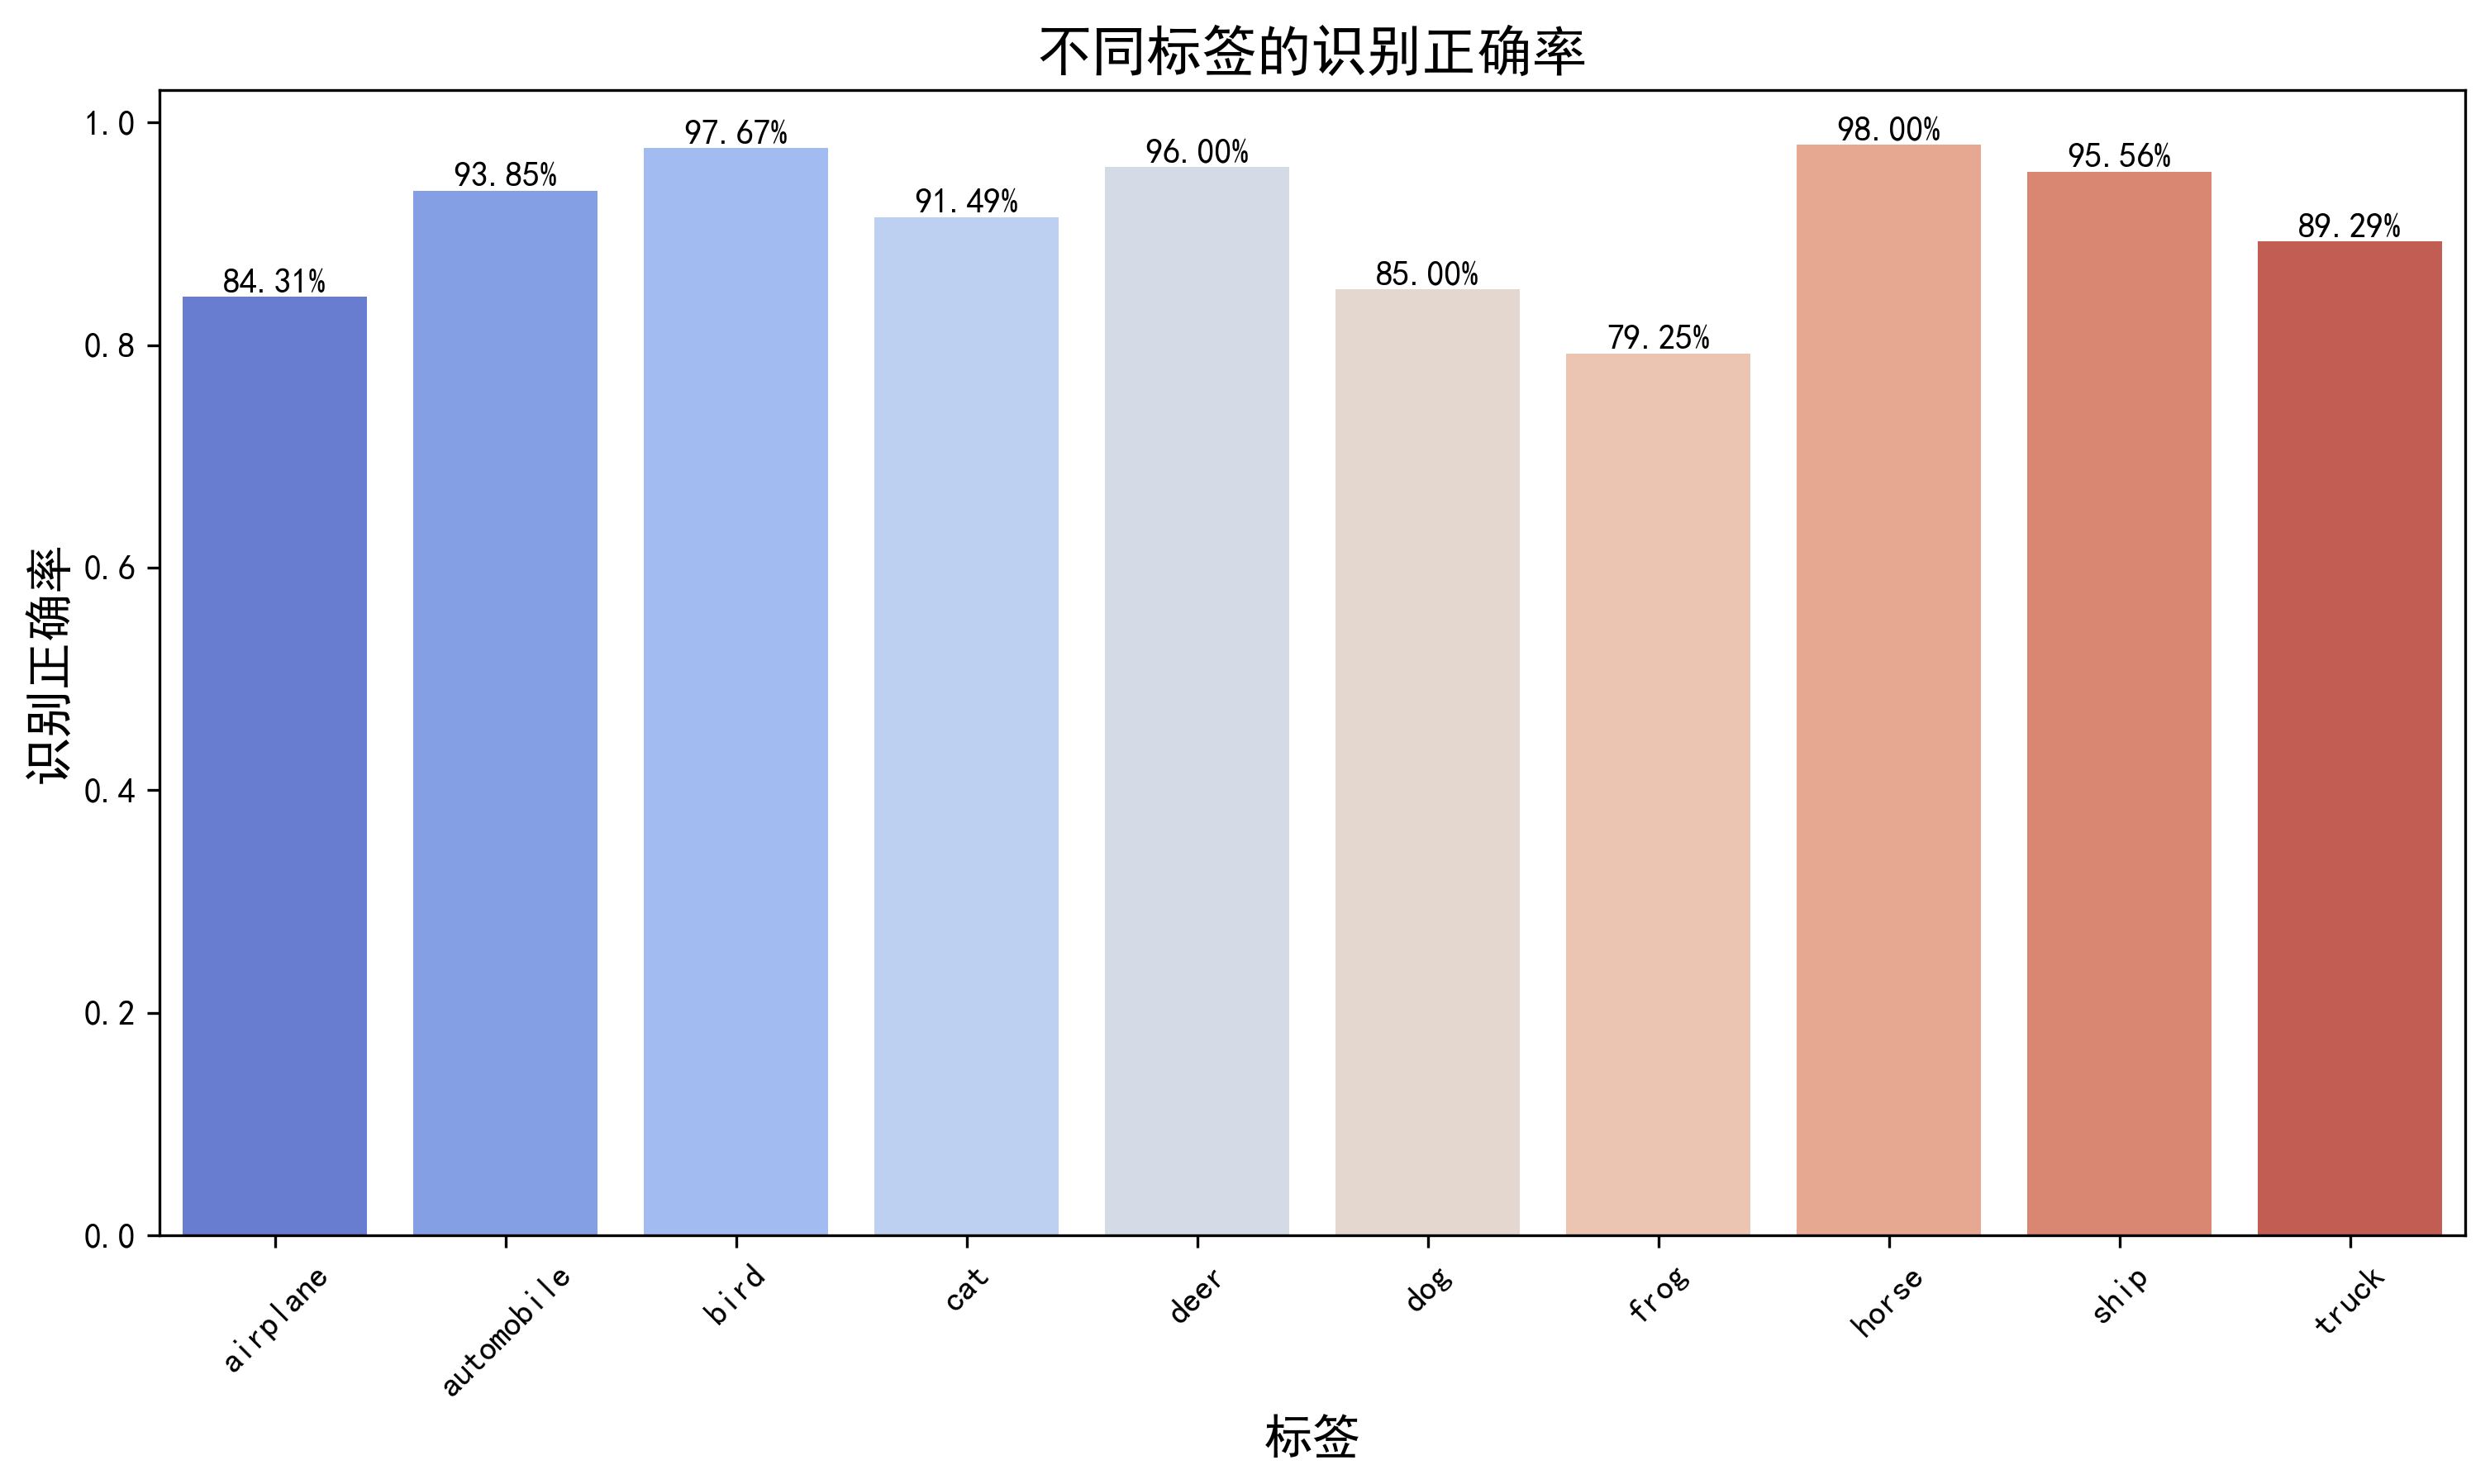 不同标签的识别正确率
识别正确率
1.0
0.8
0.6
0.4
0.2
0.0
84.31%
93.85%
97.67%
91.49%
96.00%
85.00%
79.25%
98.00%
95.56%
89.29%
airplane
automobile
bird
cat
deer
dog
frog
horse
ship
truck
标签